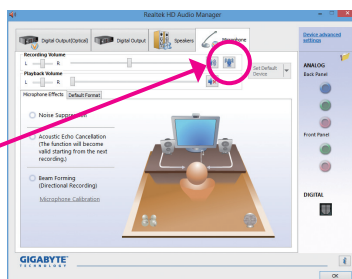 Realtek HD Audio Manager
Digital Output(Optical)
Digital Output
Speakers
Microphone
Device advanced
settings
Recording Volume
L
R
Set Default
Device
ANALOG
Back Panel
Playback Volume
L
R
Microphone Effects
Default Format
Noise Suppression
Acoustic Echo Cancellation
(The function will become
valid starting from the next
recording.)
Front Panel
Beam Forming
(Directional Recording)
Microphone Calibration
DIGITAL
GIGABYTE
TECHNOLOGY
OK